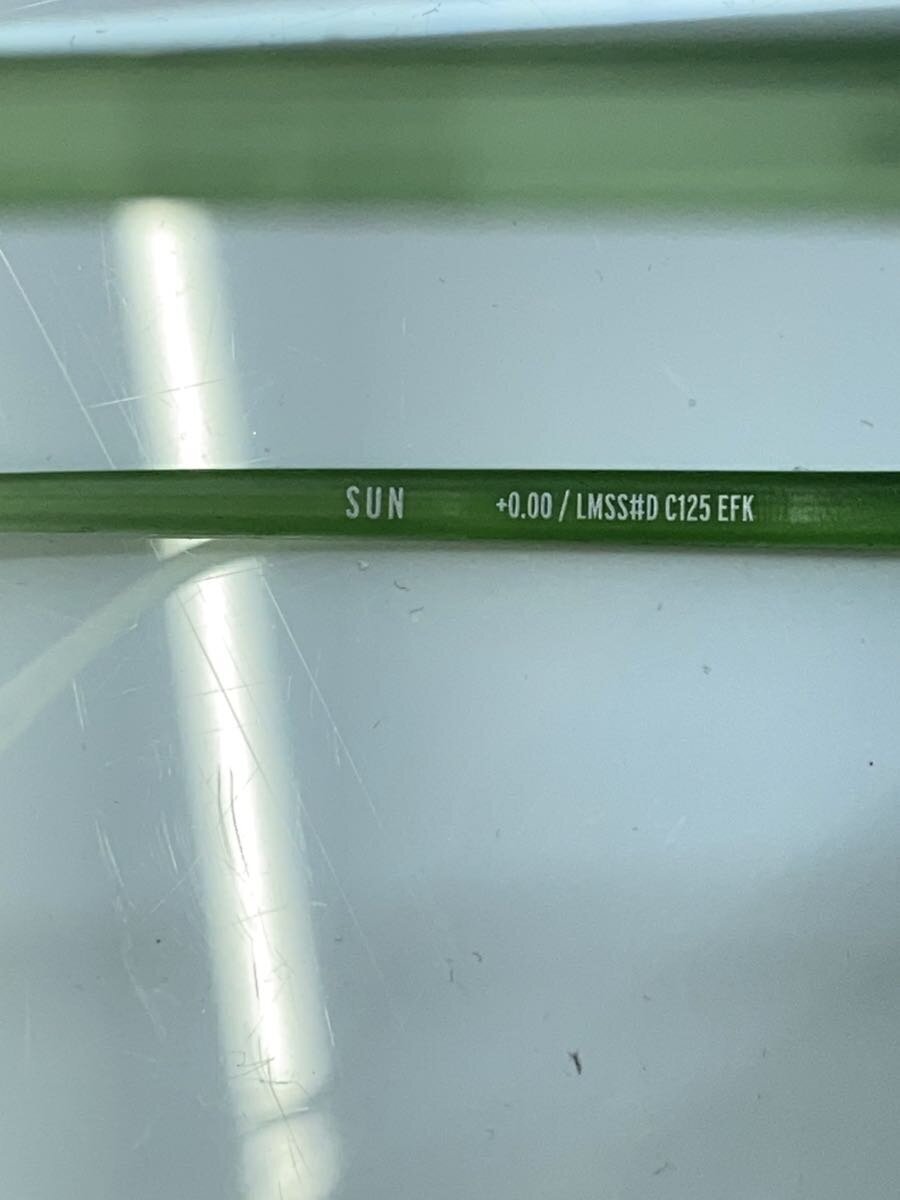 SUN +0.00 / LMSS#D C125 EFK